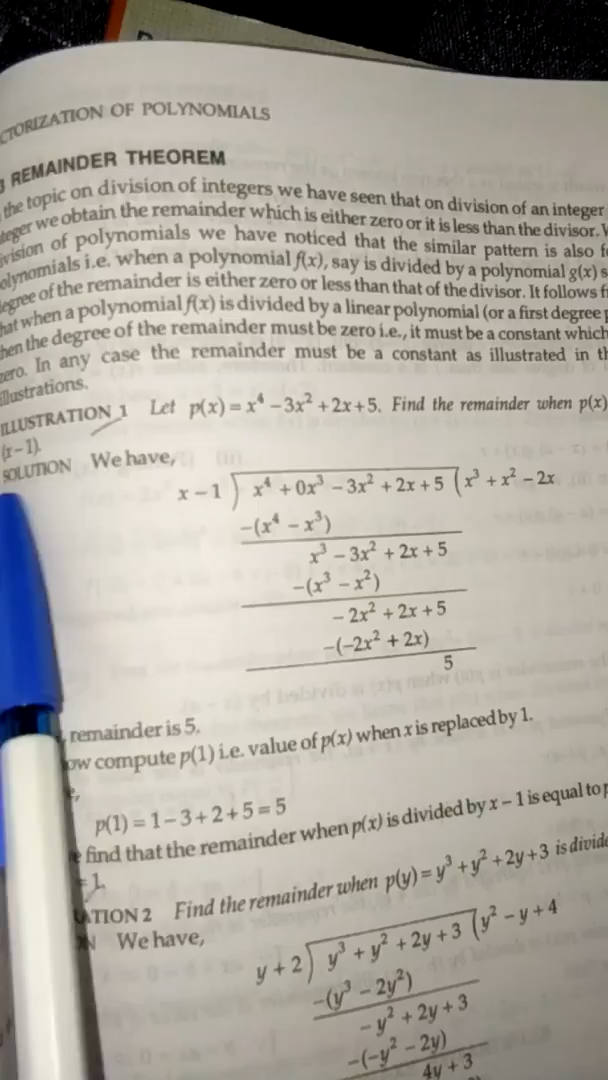 CTORIZATION OF POLYNOMIALS
REMAINDER THEOREM
the topic on division of integers we have seen that on division of an integer
teger we obtain the remainder which is either zero or it is less than the divisor.
vision of polynomials we have noticed that the similar pattern is also f
olynomials i.e. when a polynomial f(x), say is divided by a polynomial g(x) s
egree of the remainder is either zero or less than that of the divisor. It follows f
hat when a polynomial f(x) is divided by a linear polynomial (or a first degree p
hen the degree of the remainder must be zero i.e., it must be a constant which
zero. In any case the remainder must be a constant as illustrated in th
illustrations.
ILLUSTRATION 1 Let p(x) = x⁴ − 3x² + 2x + 5. Find the remainder when p(x)
(x − 1).
SOLUTION We have,
x − 1 ) x⁴ + 0x³ − 3x² + 2x + 5 ( x³ + x² − 2x
−(x⁴ − x³)
x³ − 3x² + 2x + 5
−(x³ − x²)
− 2x² + 2x + 5
−(−2x² + 2x)
5
remainder is 5.
ow compute p(1) i.e. value of p(x) when x is replaced by 1.
p(1) = 1 − 3 + 2 + 5 = 5
e find that the remainder when p(x) is divided by x − 1 is equal to p
= 1.
ATION 2 Find the remainder when p(y) = y³ + y² + 2y + 3 is divide
N We have,
y + 2 ) y³ + y² + 2y + 3 ( y² − y + 4
−(y³ − 2y²)
− y² + 2y + 3
−(−y² − 2y)
4y + 3